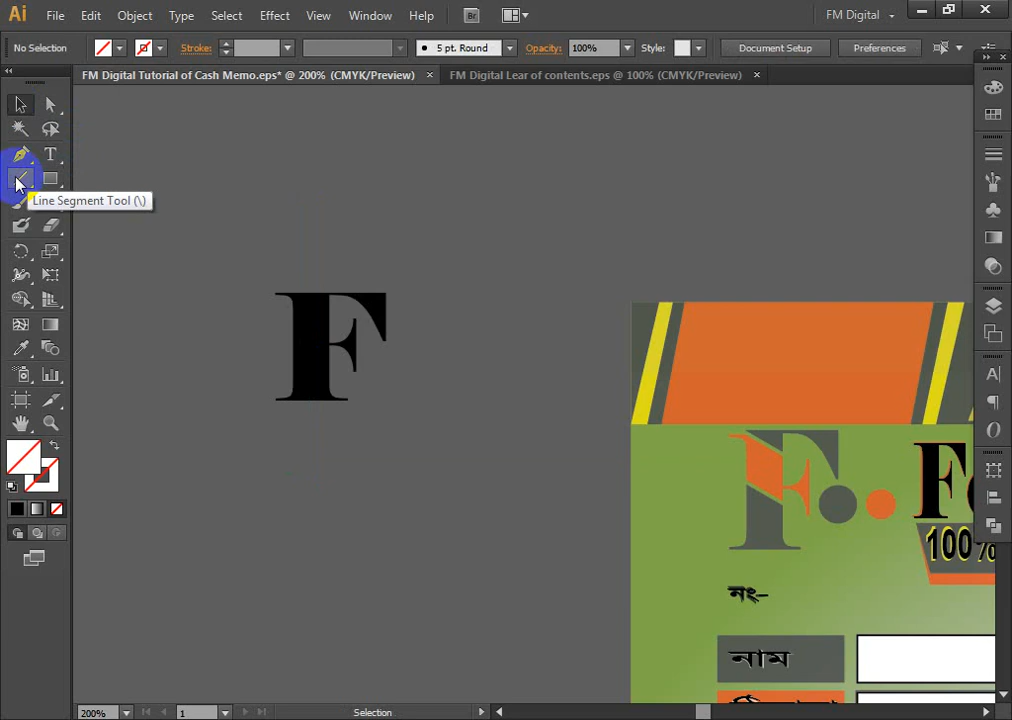 Ai File Edit Object Type Select Effect View Window Help Br FM Digital
No Selection Stroke: 5 pt. Round Opacity: 100% Style: Document Setup Preferences
FM Digital Tutorial of Cash Memo.eps* @ 200% (CMYK/Preview) × FM Digital Lear of contents.eps @ 100% (CMYK/Preview) ×
T
Line Segment Tool (\)
F
F
F
100%
নং-
নাম
200% 1 Selection